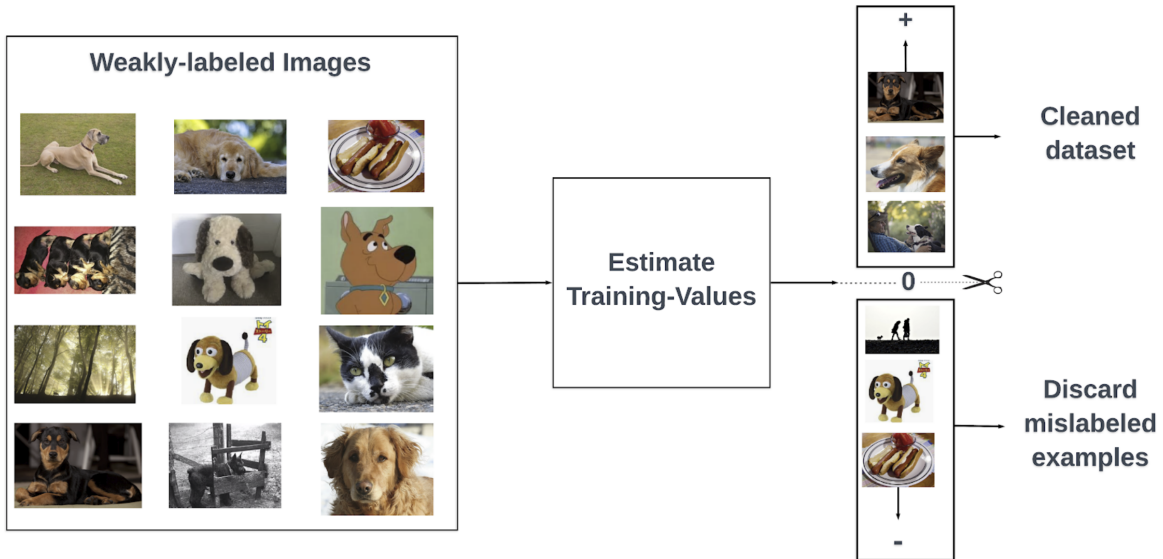 Weakly-labeled Images
Estimate
Training-Values
+
Cleaned
dataset
0
Discard
mislabeled
examples
-